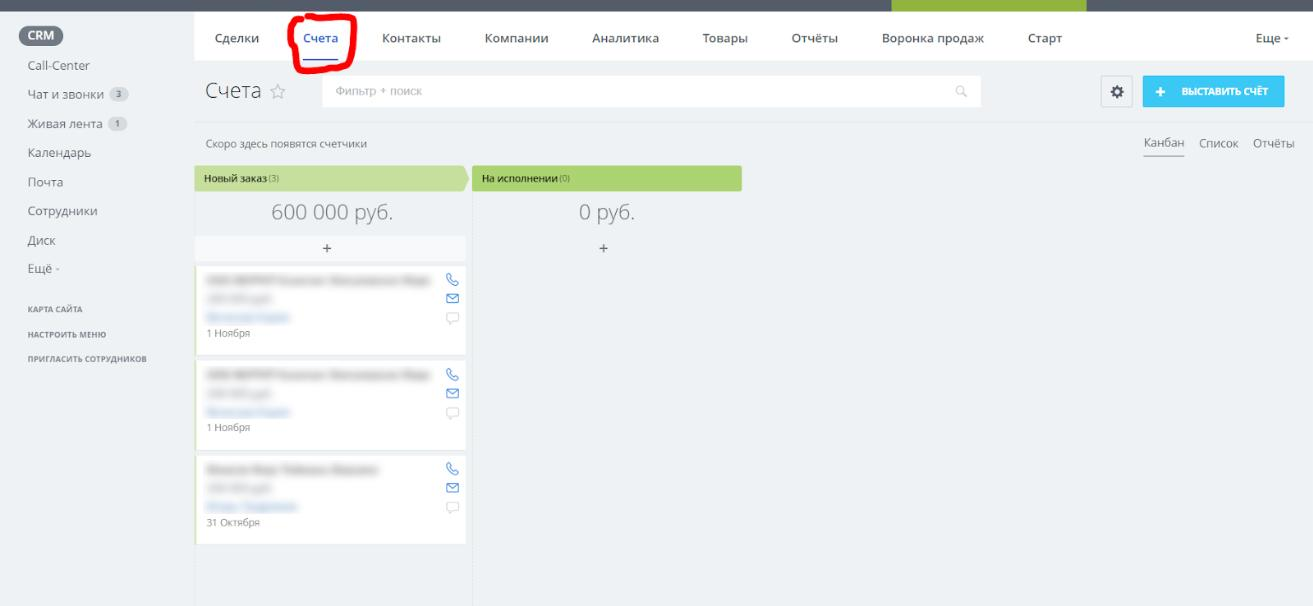 CRM
Call-Center
Чат и звонки 3
Живая лента 1
Календарь
Почта
Сотрудники
Диск
Ещё -
КАРТА САЙТА
НАСТРОИТЬ МЕНЮ
ПРИГЛАСИТЬ СОТРУДНИКОВ
Сделки Счета Контакты Компании Аналитика Товары Отчёты Воронка продаж Старт Еще
Счета Фильтр + поиск + ВЫСТАВИТЬ СЧЁТ
Скоро здесь появятся счетчики Канбан Список Отчёты
Новый заказ (3) На исполнении (0)
600 000 руб. 0 руб.
+ +
1 Ноября
1 Ноября
31 Октября